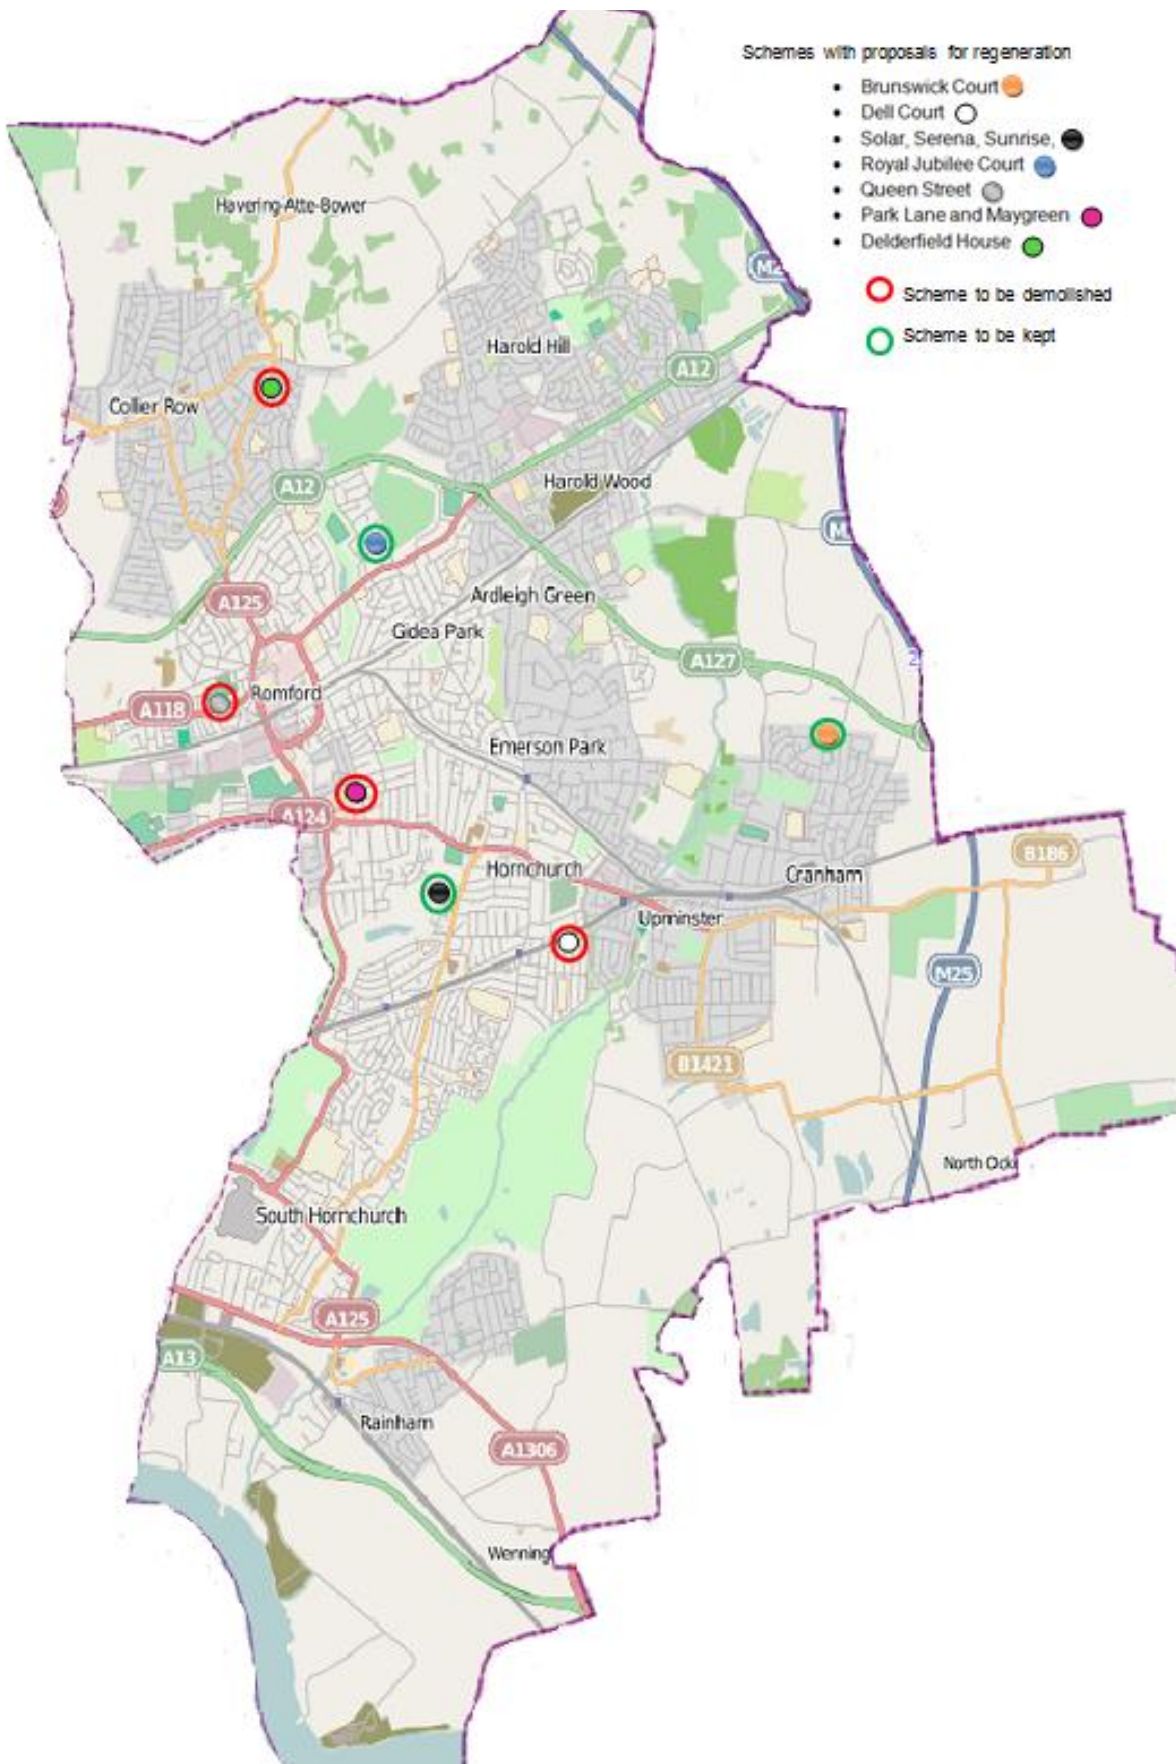 Schemes with proposals for regeneration
• Brunswick Court
• Dell Court
• Solar, Serena, Sunrise,
• Royal Jubilee Court
• Queen Street
• Park Lane and Maygreen
• Delderfield House
Scheme to be demolished
Scheme to be kept
Havering-Atte-Bower
M2
Harold Hill
A12
Collier Row
Harold Wood
A12
M
Ardleigh Green
A125
Gidea Park
A127
2
Romford
A118
Emerson Park
A124
B186
Hornchurch
Cranham
Upminster
M25
B1421
North Ock
South Hornchurch
A125
A13
Rainham
A1306
Wenning